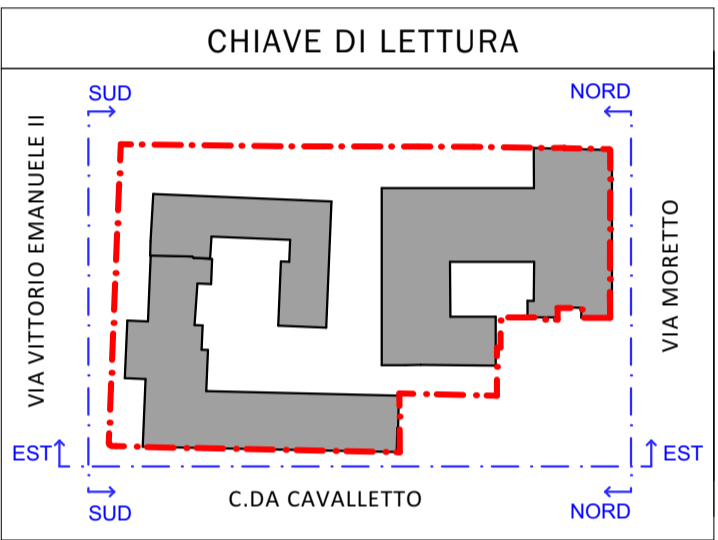 CHIAVE DI LETTURA
SUD
NORD
VIA VITTORIO EMANUELE II
VIA MORETTO
EST
EST
C.DA CAVALLETTO
SUD
NORD